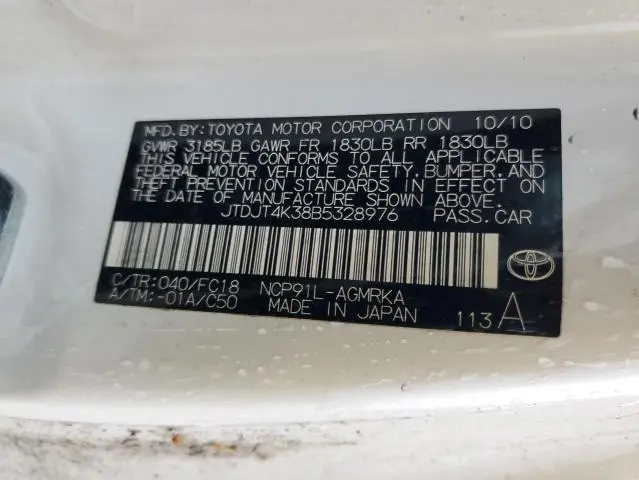 MFD.BY:TOYOTA MOTOR CORPORATION 10/10
GVWR 3185LB GAWR FR 1830LB RR 1830LB
THIS VEHICLE CONFORMS TO ALL APPLICABLE
FEDERAL MOTOR VEHICLE SAFETY,BUMPER,AND
THEFT PREVENTION STANDARDS IN EFFECT ON
THE DATE OF MANUFACTURE SHOWN ABOVE.
JTDJT4K38B5328976 PASS.CAR
C/TR:040/FC18 NCP91L-AGMRKA
A/TM:-01A/C50 MADE IN JAPAN 113 A